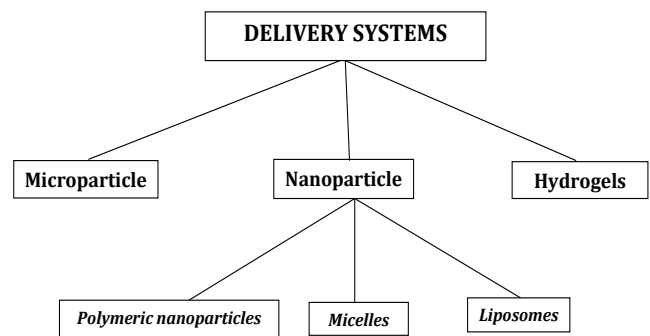 DELIVERY SYSTEMS
Microparticle
Nanoparticle
Hydrogels
Polymeric nanoparticles
Micelles
Liposomes